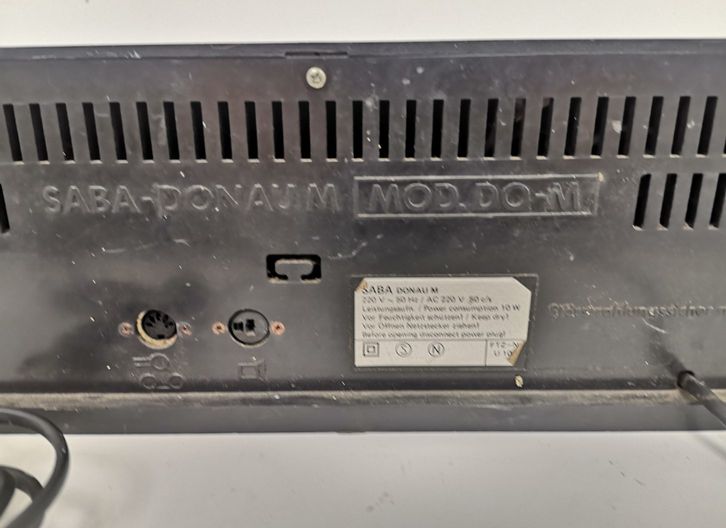 SABA-DONAU M MOD. DO-M
SABA DONAU M
220 V ~ 50 Hz / AC 220 V 50 c/s
Leistungsaufn. / Power consumption 10 W
Vor Feuchtigkeit schützen! / Keep dry!
Vor Öffnen Netzstecker ziehen!
Before opening disconnect power plug!
S N